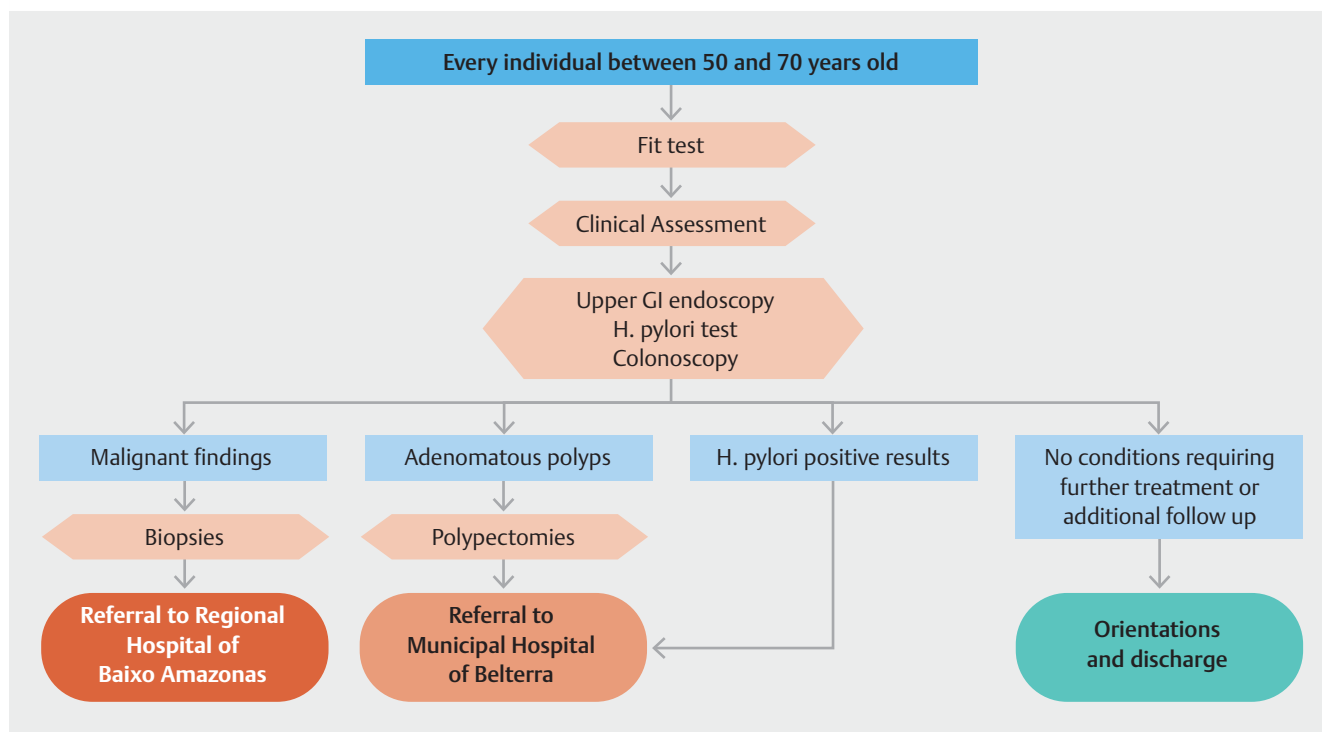 Every individual between 50 and 70 years old
Fit test
Clinical Assessment
Upper GI endoscopy
H. pylori test
Colonoscopy
Malignant findings
Adenomatous polyps
H. pylori positive results
No conditions requiring
further treatment or
additional follow up
Biopsies
Polypectomies
Referral to Regional
Hospital of
Baixo Amazonas
Referral to
Municipal Hospital
of Belterra
Orientations
and discharge